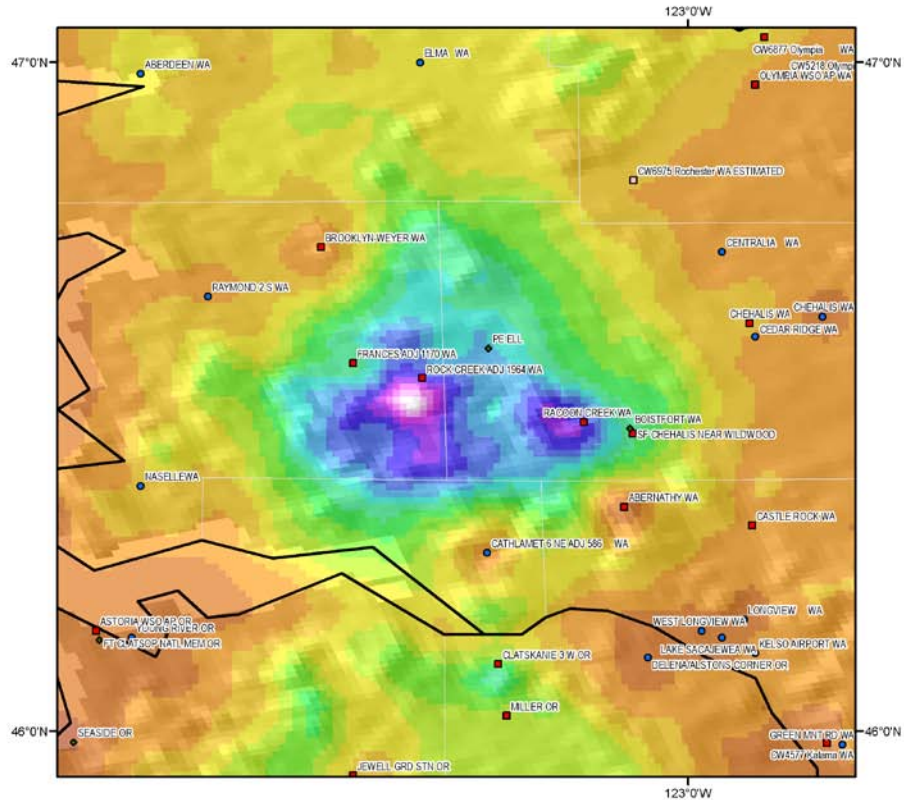 123°0'W
47°0'N
47°0'N
CW6877 Olympia WA
ABERDEEN WA
ELMA WA
CW5218 Olympi
OLYMPIA WSO AP WA
CW6975 Rochester WA ESTIMATED
BROOKLYN-WEYER WA
CENTRALIA WA
RAYMOND 2 S WA
CHEHALIS WA
CHEHALIS WA
CEDAR RIDGE WA
PE ELL
FRANCES ADJ 1170 WA
ROCK CREEK ADJ 1964 WA
RACOON CREEK WA
BOISTFORT WA
SF CHEHALIS NEAR WILDWOOD
NASELLE WA
ABERNATHY WA
CASTLE ROCK WA
CATHLAMET 6 NE ADJ 586 WA
LONGVIEW WA
ASTORIA WSO AP OR
WEST LONGVIEW WA
YOUNG RIVER OR
FT CLATSOP NATL MEM OR
KELSO AIRPORT WA
LAKE SACAJEWEA WA
CLATSKANIE 3 W OR
DELENA/ALSTONS CORNER OR
MILLER OR
SEASIDE OR
46°0'N
46°0'N
GREEN MNT RD WA
CW4577 Kalama WA
JEWELL GRD STN OR
123°0'W